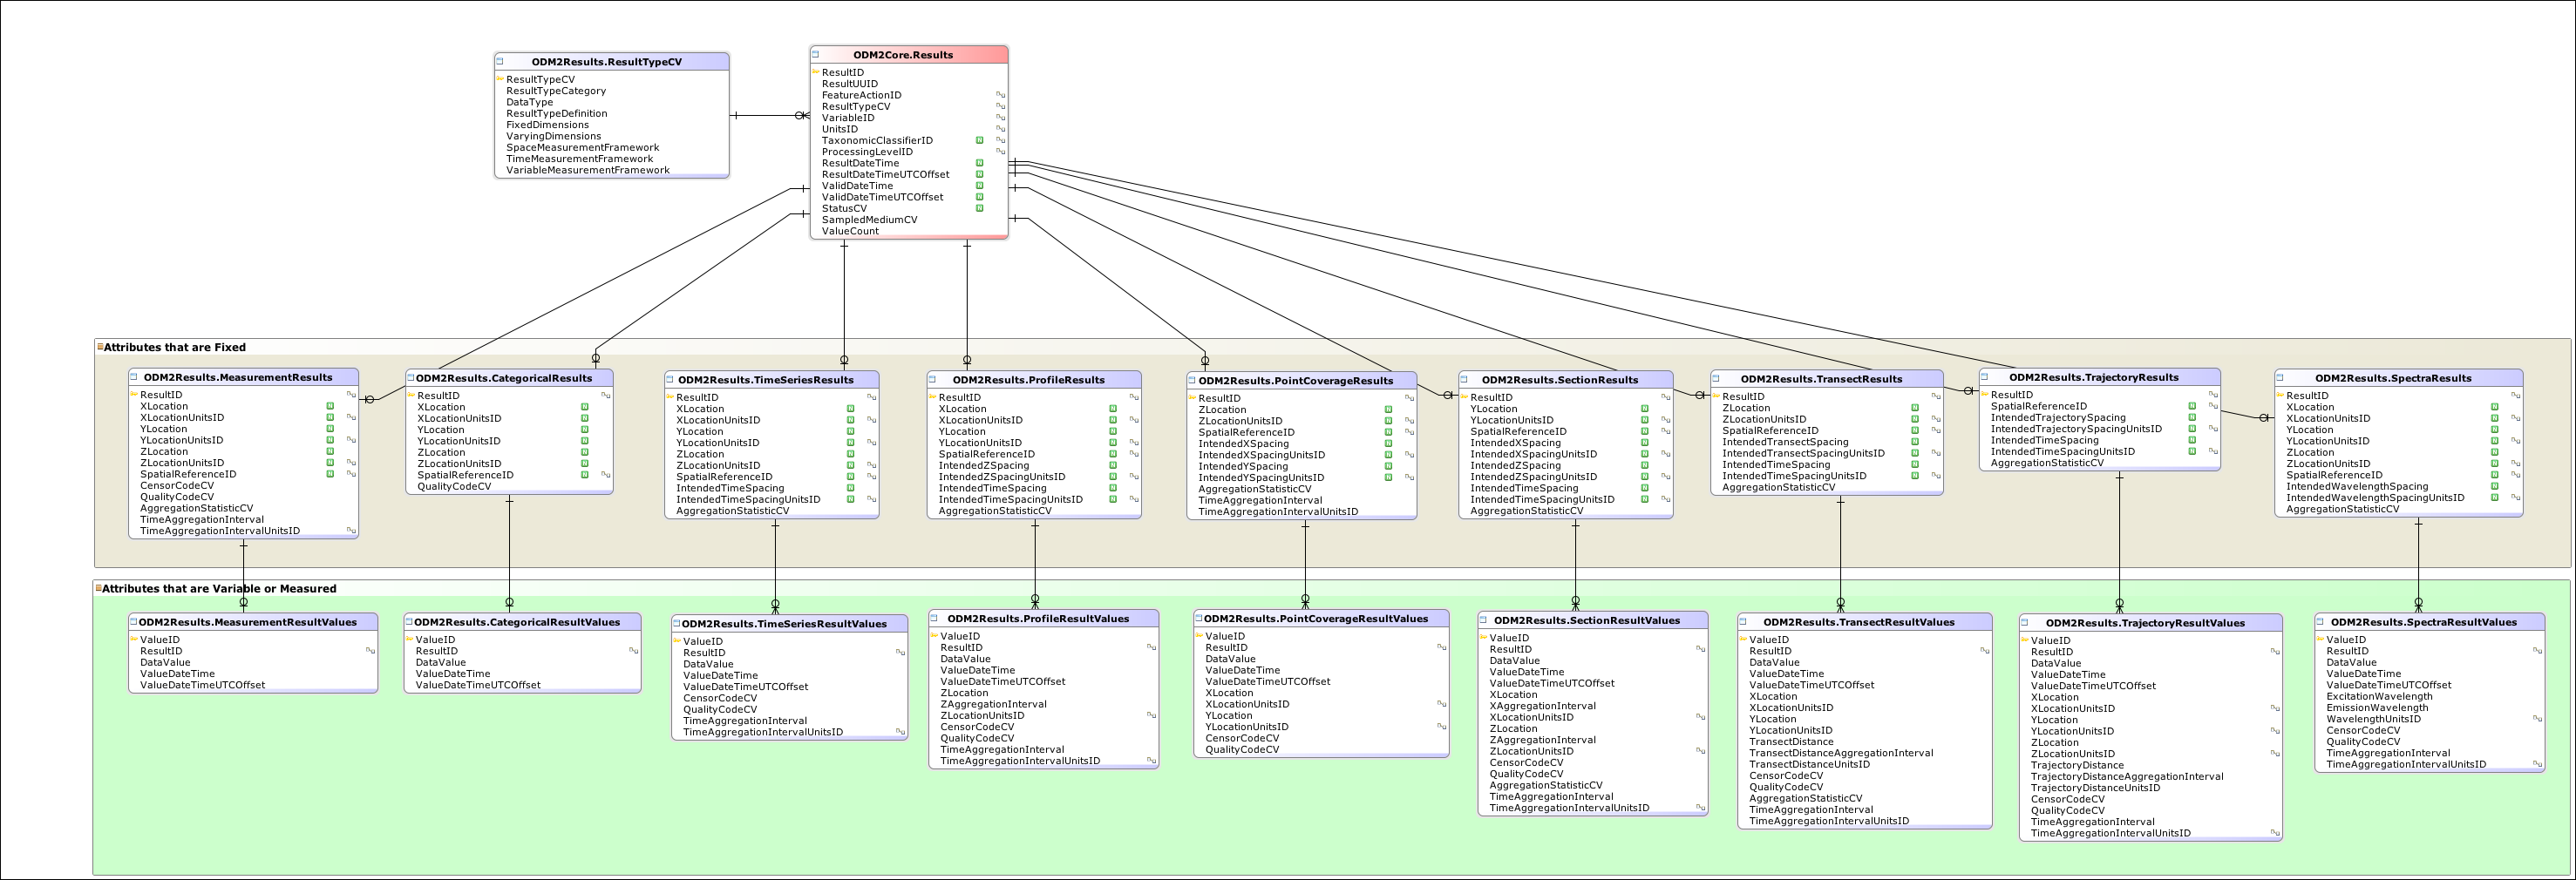 ODM2Results.ResultTypeCV
ResultTypeCV
ResultTypeCategory
DataType
ResultTypeDefinition
FixedDimensions
VaryingDimensions
SpaceMeasurementFramework
TimeMeasurementFramework
VariableMeasurementFramework
ODM2Core.Results
ResultID
ResultUUID
FeatureActionID
ResultTypeCV
VariableID
UnitsID
TaxonomicClassifierID
ProcessingLevelID
ResultDateTime
ResultDateTimeUTCOffset
ValidDateTime
ValidDateTimeUTCOffset
StatusCV
SampledMediumCV
ValueCount
Attributes that are Fixed
ODM2Results.MeasurementResults
ResultID
XLocation
XLocationUnitsID
YLocation
YLocationUnitsID
ZLocation
ZLocationUnitsID
SpatialReferenceID
CensorCodeCV
QualityCodeCV
AggregationStatisticCV
TimeAggregationInterval
TimeAggregationIntervalUnitsID
ODM2Results.CategoricalResults
ResultID
XLocation
XLocationUnitsID
YLocation
YLocationUnitsID
ZLocation
ZLocationUnitsID
SpatialReferenceID
QualityCodeCV
ODM2Results.TimeSeriesResults
ResultID
XLocation
XLocationUnitsID
YLocation
YLocationUnitsID
ZLocation
ZLocationUnitsID
SpatialReferenceID
IntendedTimeSpacing
IntendedTimeSpacingUnitsID
AggregationStatisticCV
ODM2Results.ProfileResults
ResultID
XLocation
XLocationUnitsID
YLocation
YLocationUnitsID
SpatialReferenceID
IntendedZSpacing
IntendedZSpacingUnitsID
IntendedTimeSpacing
IntendedTimeSpacingUnitsID
AggregationStatisticCV
ODM2Results.PointCoverageResults
ResultID
ZLocation
ZLocationUnitsID
SpatialReferenceID
IntendedXSpacing
IntendedXSpacingUnitsID
IntendedYSpacing
IntendedYSpacingUnitsID
AggregationStatisticCV
TimeAggregationInterval
TimeAggregationIntervalUnitsID
ODM2Results.SectionResults
ResultID
YLocation
YLocationUnitsID
SpatialReferenceID
IntendedXSpacing
IntendedXSpacingUnitsID
IntendedZSpacing
IntendedZSpacingUnitsID
IntendedTimeSpacing
IntendedTimeSpacingUnitsID
AggregationStatisticCV
ODM2Results.TransectResults
ResultID
ZLocation
ZLocationUnitsID
SpatialReferenceID
IntendedTransectSpacing
IntendedTransectSpacingUnitsID
IntendedTimeSpacing
IntendedTimeSpacingUnitsID
AggregationStatisticCV
ODM2Results.TrajectoryResults
ResultID
SpatialReferenceID
IntendedTrajectorySpacing
IntendedTrajectorySpacingUnitsID
IntendedTimeSpacing
IntendedTimeSpacingUnitsID
AggregationStatisticCV
ODM2Results.SpectraResults
ResultID
XLocation
XLocationUnitsID
YLocation
YLocationUnitsID
ZLocation
ZLocationUnitsID
SpatialReferenceID
IntendedWavelengthSpacing
IntendedWavelengthSpacingUnitsID
AggregationStatisticCV
Attributes that are Variable or Measured
ODM2Results.MeasurementResultValues
ValueID
ResultID
DataValue
ValueDateTime
ValueDateTimeUTCOffset
ODM2Results.CategoricalResultValues
ValueID
ResultID
DataValue
ValueDateTime
ValueDateTimeUTCOffset
ODM2Results.TimeSeriesResultValues
ValueID
ResultID
DataValue
ValueDateTime
ValueDateTimeUTCOffset
CensorCodeCV
QualityCodeCV
TimeAggregationInterval
TimeAggregationIntervalUnitsID
ODM2Results.ProfileResultValues
ValueID
ResultID
DataValue
ValueDateTime
ValueDateTimeUTCOffset
ZLocation
ZAggregationInterval
ZLocationUnitsID
CensorCodeCV
QualityCodeCV
TimeAggregationInterval
TimeAggregationIntervalUnitsID
ODM2Results.PointCoverageResultValues
ValueID
ResultID
DataValue
ValueDateTime
ValueDateTimeUTCOffset
XLocation
XLocationUnitsID
YLocation
YLocationUnitsID
CensorCodeCV
QualityCodeCV
ODM2Results.SectionResultValues
ValueID
ResultID
DataValue
ValueDateTime
ValueDateTimeUTCOffset
XLocation
XAggregationInterval
XLocationUnitsID
ZLocation
ZAggregationInterval
ZLocationUnitsID
CensorCodeCV
QualityCodeCV
AggregationStatisticCV
TimeAggregationInterval
TimeAggregationIntervalUnitsID
ODM2Results.TransectResultValues
ValueID
ResultID
DataValue
ValueDateTime
ValueDateTimeUTCOffset
XLocation
XLocationUnitsID
YLocation
YLocationUnitsID
TransectDistance
TransectDistanceAggregationInterval
TransectDistanceUnitsID
CensorCodeCV
QualityCodeCV
AggregationStatisticCV
TimeAggregationInterval
TimeAggregationIntervalUnitsID
ODM2Results.TrajectoryResultValues
ValueID
ResultID
DataValue
ValueDateTime
ValueDateTimeUTCOffset
XLocation
XLocationUnitsID
YLocation
YLocationUnitsID
ZLocation
ZLocationUnitsID
TrajectoryDistance
TrajectoryDistanceAggregationInterval
TrajectoryDistanceUnitsID
CensorCodeCV
QualityCodeCV
TimeAggregationInterval
TimeAggregationIntervalUnitsID
ODM2Results.SpectraResultValues
ValueID
ResultID
DataValue
ValueDateTime
ValueDateTimeUTCOffset
ExcitationWavelength
EmissionWavelength
WavelengthUnitsID
CensorCodeCV
QualityCodeCV
TimeAggregationInterval
TimeAggregationIntervalUnitsID